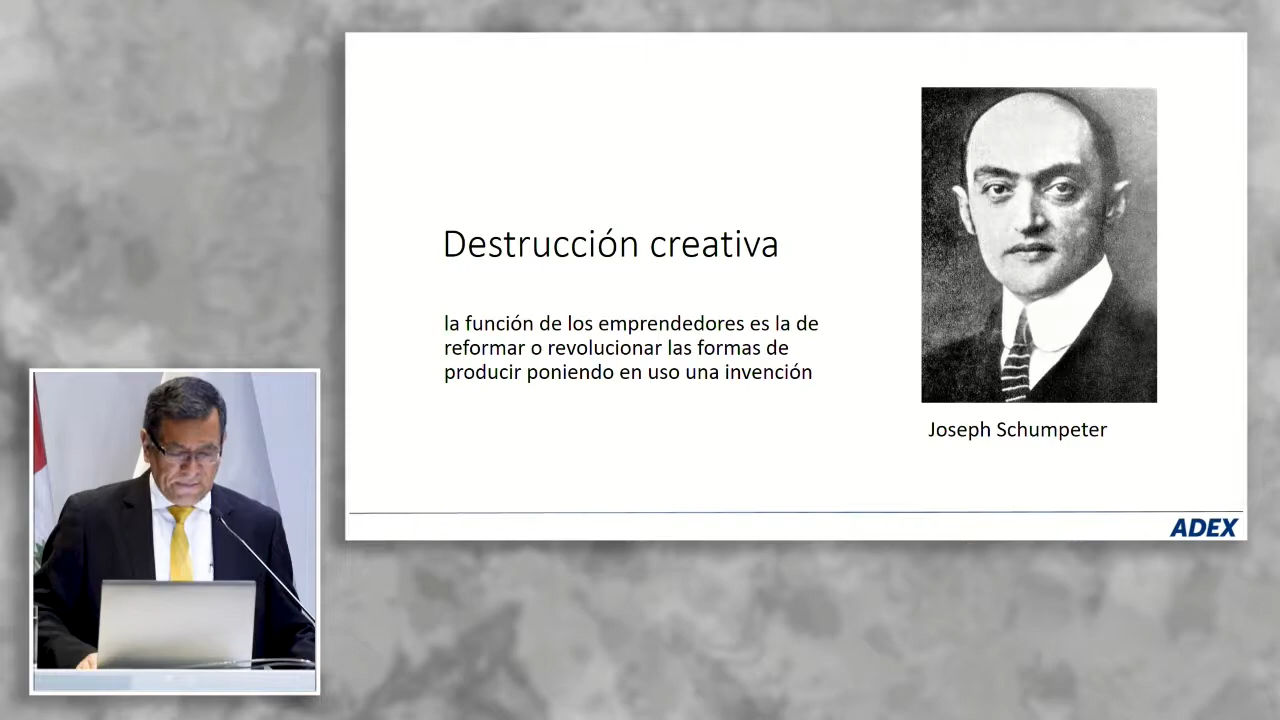 Destrucción creativa
la función de los emprendedores es la de
reformar o revolucionar las formas de
producir poniendo en uso una invención
Joseph Schumpeter
ADEX